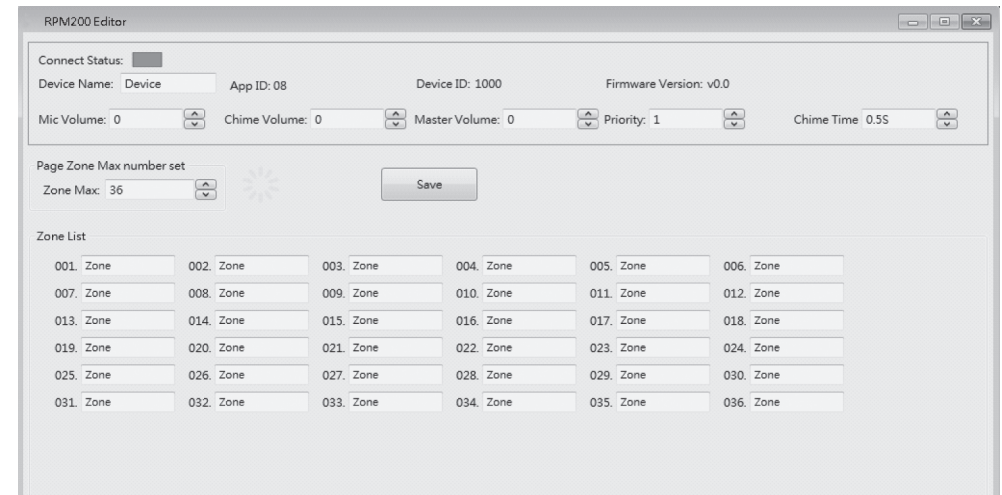 RPM200 Editor
Connect Status:
Device Name: Device App ID: 08 Device ID: 1000 Firmware Version: v0.0
Mic Volume: 0 Chime Volume: 0 Master Volume: 0 Priority: 1 Chime Time 0.5S
Page Zone Max number set
Zone Max: 36 Save
Zone List
001. Zone 002. Zone 003. Zone 004. Zone 005. Zone 006. Zone
007. Zone 008. Zone 009. Zone 010. Zone 011. Zone 012. Zone
013. Zone 014. Zone 015. Zone 016. Zone 017. Zone 018. Zone
019. Zone 020. Zone 021. Zone 022. Zone 023. Zone 024. Zone
025. Zone 026. Zone 027. Zone 028. Zone 029. Zone 030. Zone
031. Zone 032. Zone 033. Zone 034. Zone 035. Zone 036. Zone